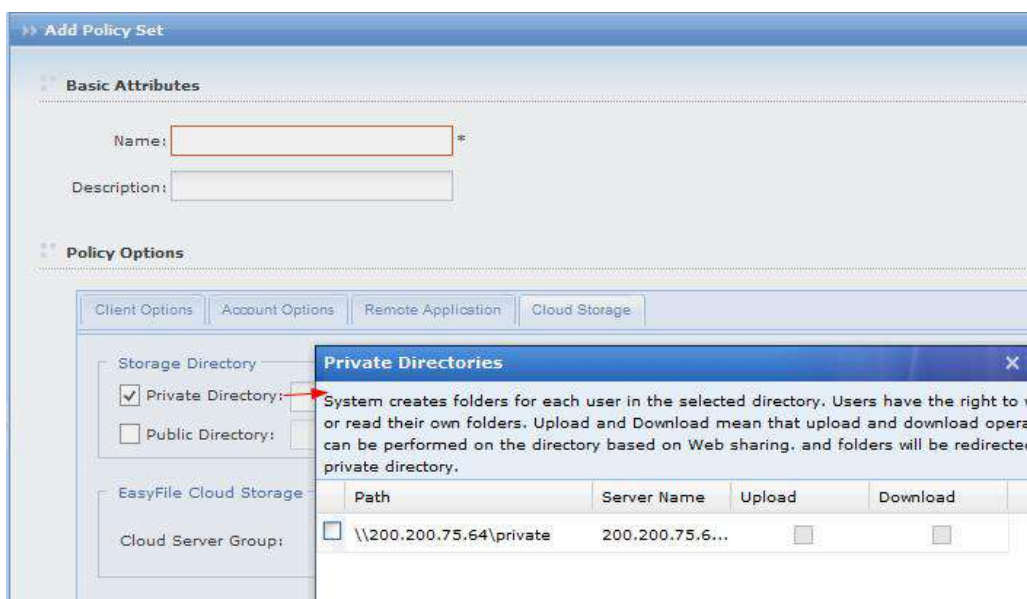 Add Policy Set
Basic Attributes
Name: *
Description:
Policy Options
Client Options Account Options Remote Application Cloud Storage
Storage Directory
Private Directory:
Public Directory:
EasyFile Cloud Storage
Cloud Server Group:
Private Directories
System creates folders for each user in the selected directory. Users have the right to
or read their own folders. Upload and Download mean that upload and download opera
can be performed on the directory based on Web sharing. and folders will be redirected
private directory.
Path Server Name Upload Download
\\200.200.75.64\private 200.200.75.6...